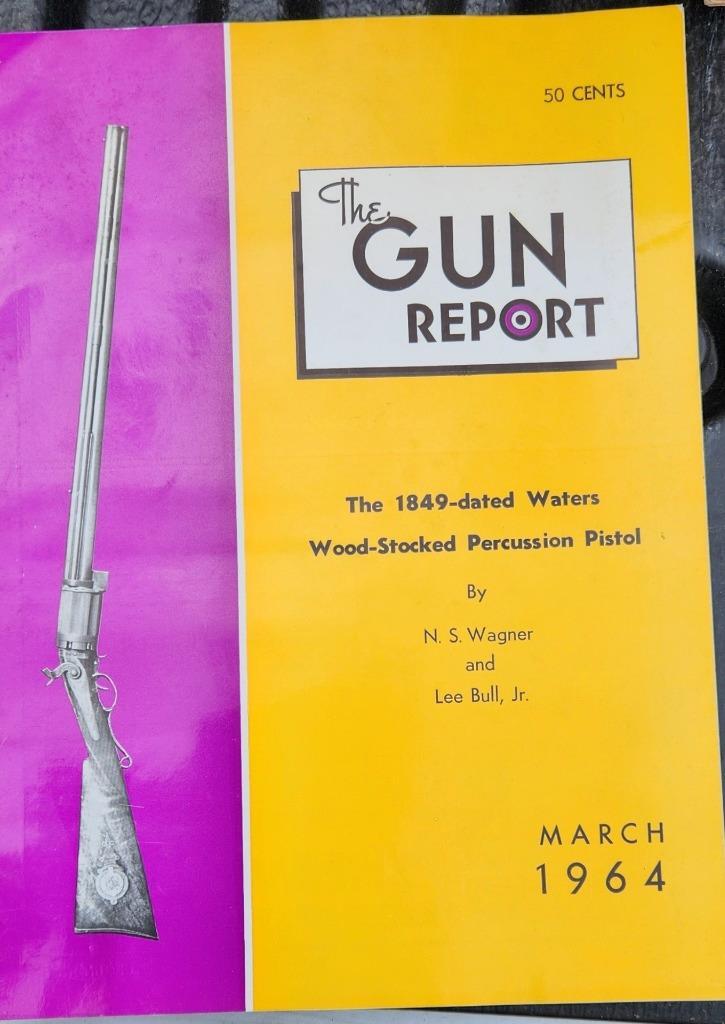 50 CENTS
The
GUN
REPORT
The 1849-dated Waters
Wood-Stocked Percussion Pistol
By
N. S. Wagner
and
Lee Bull, Jr.
MARCH
1964